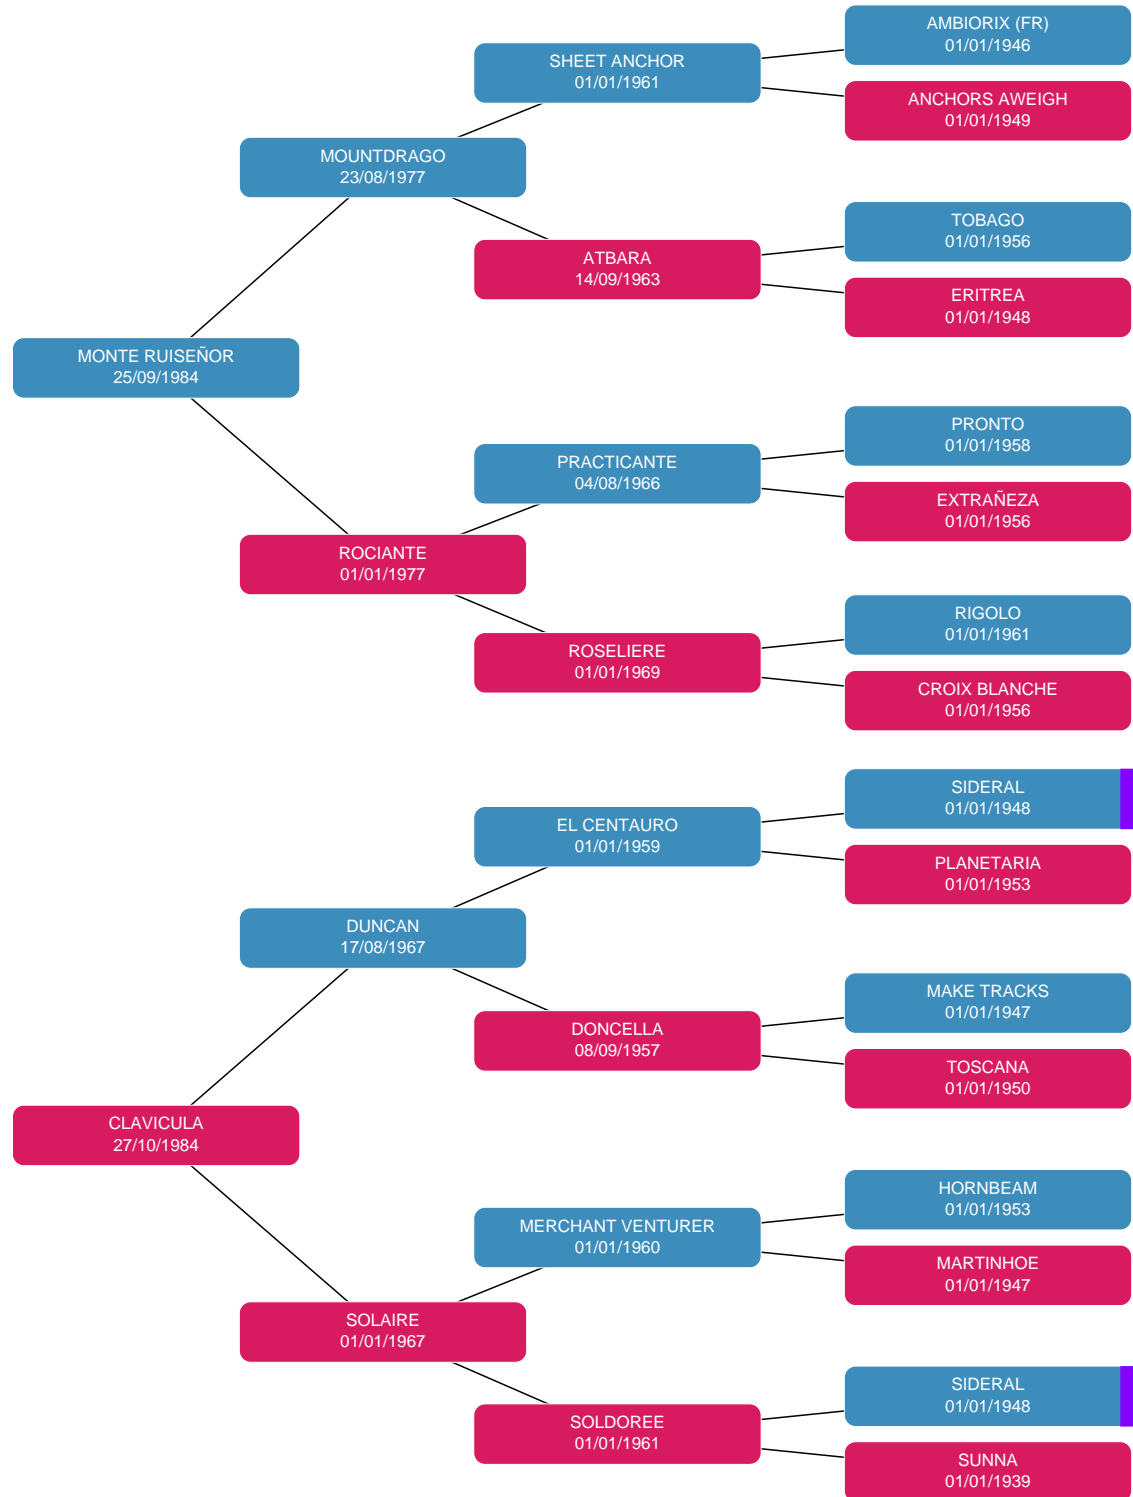 AMBIORIX (FR)
01/01/1946
SHEET ANCHOR
01/01/1961
ANCHORS AWEIGH
01/01/1949
MOUNTDRAGO
23/08/1977
TOBAGO
01/01/1956
ATBARA
14/09/1963
ERITREA
01/01/1948
MONTE RUISEÑOR
25/09/1984
PRONTO
01/01/1958
PRACTICANTE
04/08/1966
EXTRAÑEZA
01/01/1956
ROCIANTE
01/01/1977
RIGOLO
01/01/1961
ROSELIERE
01/01/1969
CROIX BLANCHE
01/01/1956
SIDERAL
01/01/1948
EL CENTAURO
01/01/1959
PLANETARIA
01/01/1953
DUNCAN
17/08/1967
MAKE TRACKS
01/01/1947
DONCELLA
08/09/1957
TOSCANA
01/01/1950
CLAVICULA
27/10/1984
HORNBEAM
01/01/1953
MERCHANT VENTURER
01/01/1960
MARTINHOE
01/01/1947
SOLAIRE
01/01/1967
SIDERAL
01/01/1948
SOLDOREE
01/01/1961
SUNNA
01/01/1939